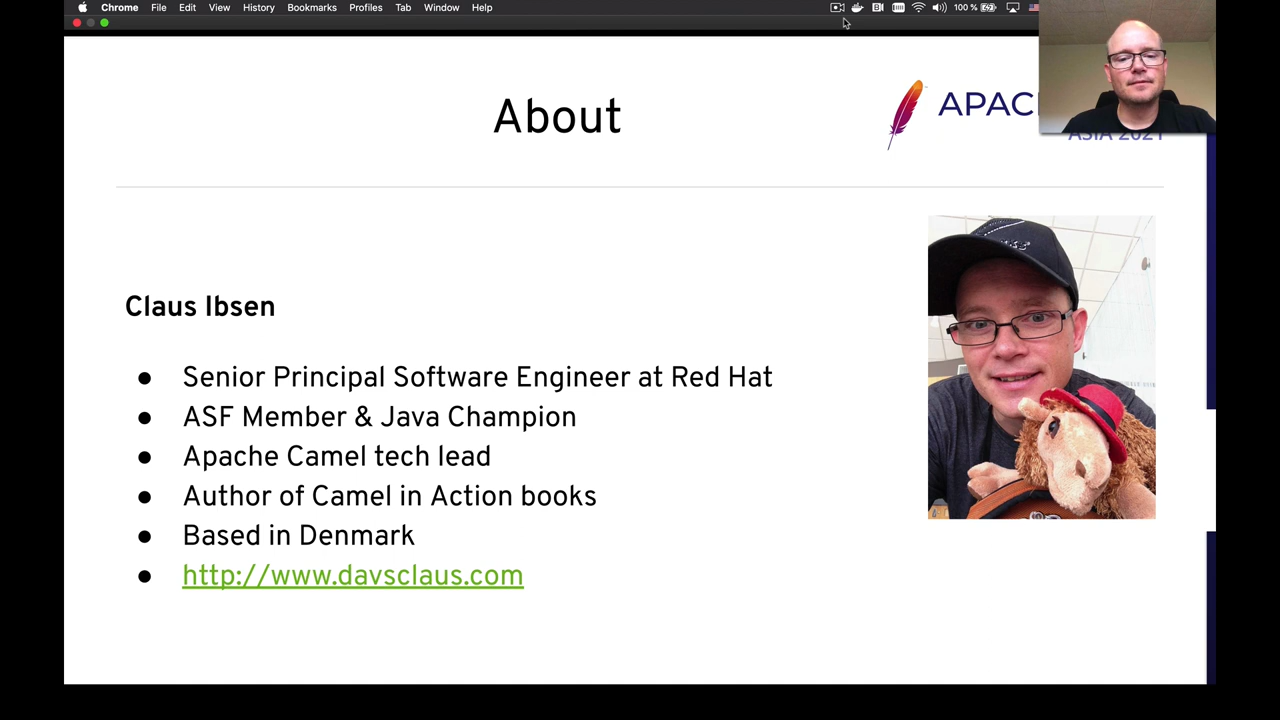 Chrome File Edit View History Bookmarks Profiles Tab Window Help 100 %
About
ASIA 2021
Claus Ibsen
● Senior Principal Software Engineer at Red Hat
● ASF Member & Java Champion
● Apache Camel tech lead
● Author of Camel in Action books
● Based in Denmark
● http://www.davsclaus.com